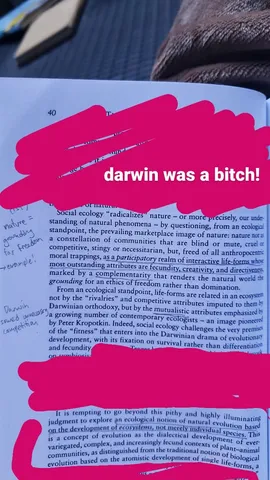 40
darwin was a bitch!
of natur
Social ecology "radicalizes" nature – or more precisely, our under-
standing of natural phenomena – by questioning, from an ecological
standpoint, the prevailing marketplace image of nature: nature not as
a constellation of communities that are blind or mute, cruel or
competitive, stingy or necessitarian, but, freed of all anthropocentric
moral trappings, as a participatory realm of interactive life-forms whose
most outstanding attributes are fecundity, creativity, and directiveness,
marked by a complementarity that renders the natural world the
grounding for an ethics of freedom rather than domination.
From an ecological standpoint, life-forms are related in an ecosystem
not by the "rivalries" and competitive attributes imputed to them by
Darwinian orthodoxy, but by the mutualistic attributes emphasized by
a growing number of contemporary ecologists – an image pioneered
by Peter Kropotkin. Indeed, social ecology challenges the very premises
of the "fitness" that enters into the Darwinian drama of evolutionary
development, with its fixation on survival rather than differentiation
and fecundity.
nature =
grounding
for freedom
Darwin
competition
It is tempting to go beyond this pithy and highly illuminating
judgment to explore an ecological notion of natural evolution based
on the development of ecosystems, not merely individual species. This
is a concept of evolution as the dialectical development of ever-
variegated, complex, and increasingly fecund contexts of plant-animal
communities, as distinguished from the traditional notion of biological
evolution based on the atomistic development of single life-forms, a